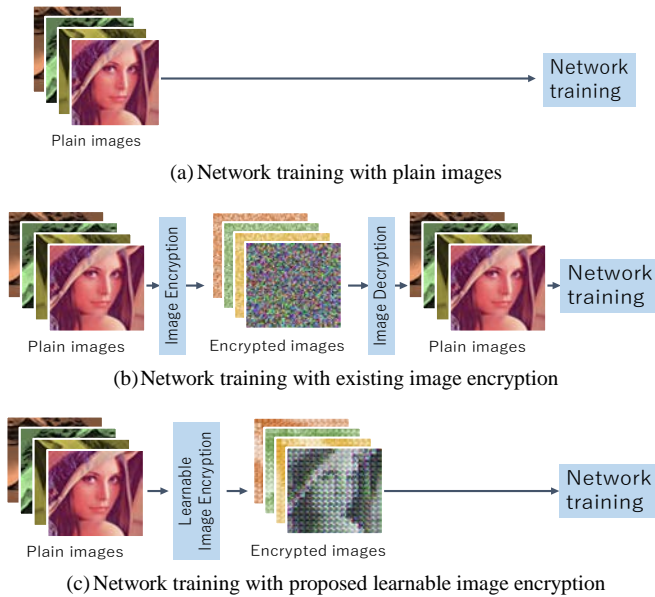 Network
training
Plain images
(a) Network training with plain images
Image Encryption
Image Decryption
Network
training
Plain images
Encrypted images
Plain images
(b) Network training with existing image encryption
Learnable
Image Encryption
Network
training
Plain images
Encrypted images
(c) Network training with proposed learnable image encryption